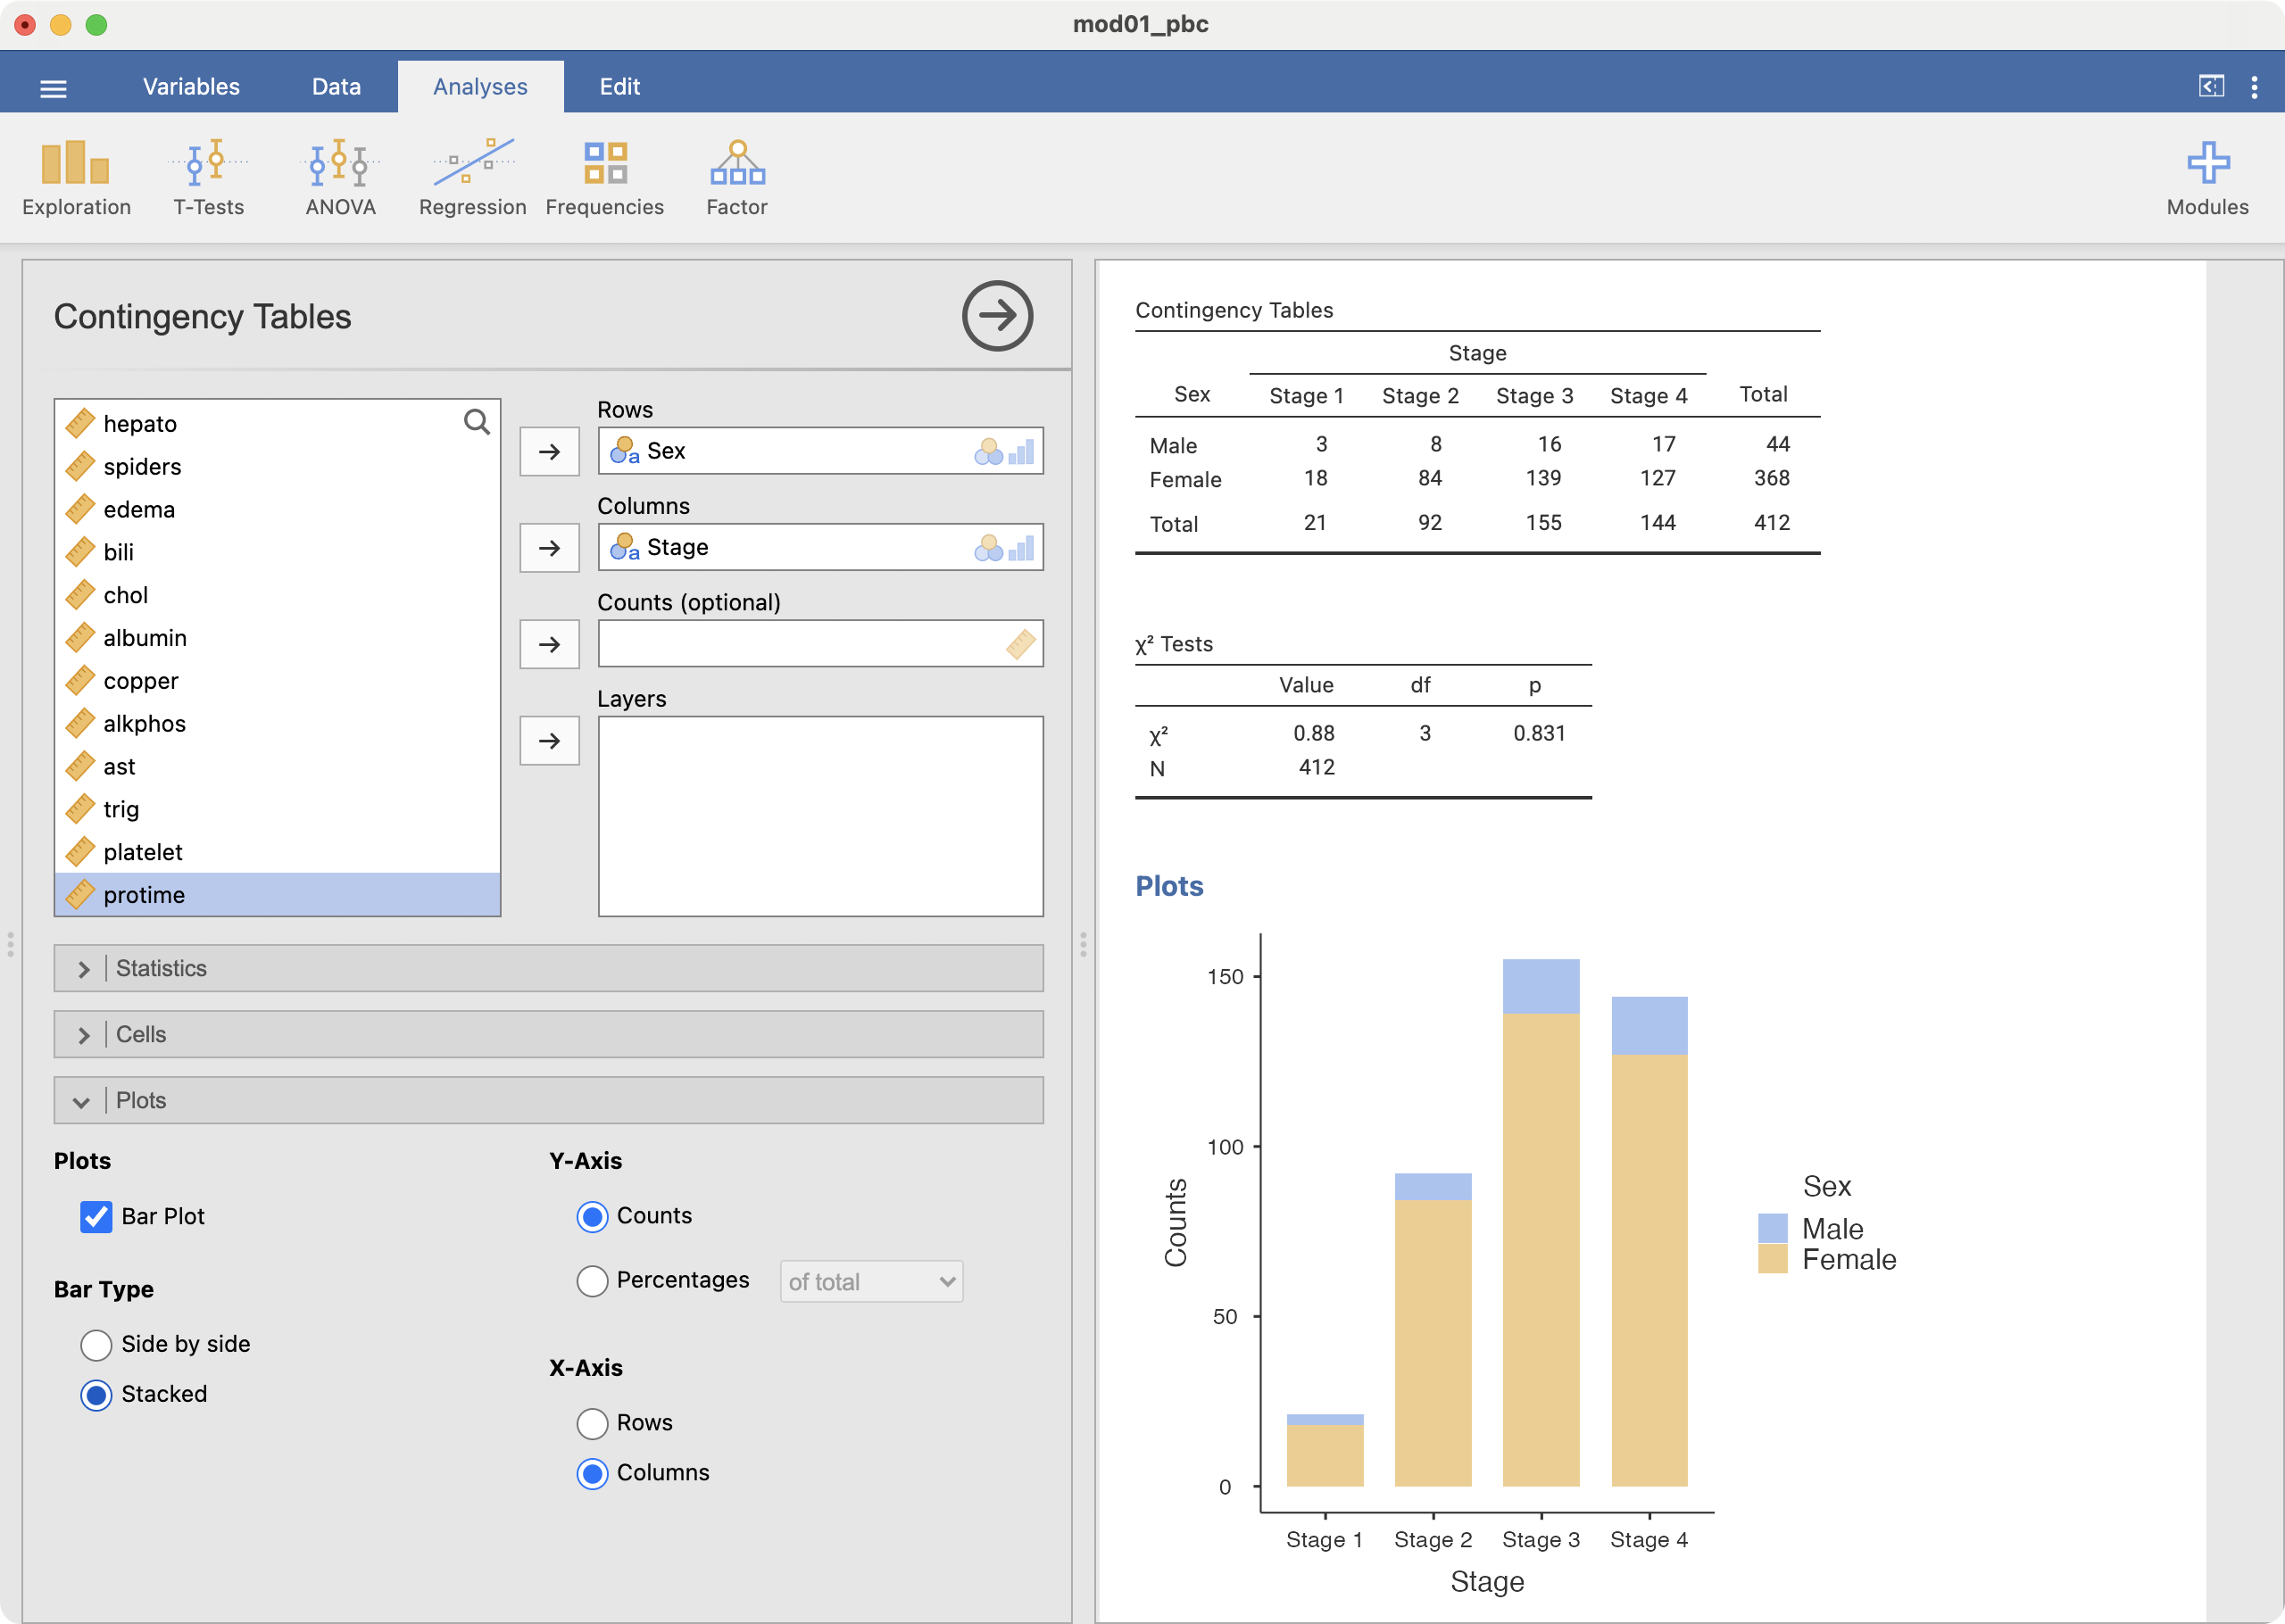 mod01_pbc
Variables Data Analyses Edit
Exploration T-Tests ANOVA Regression Frequencies Factor Modules
Contingency Tables
hepato
spiders
edema
bili
chol
albumin
copper
alkphos
ast
trig
platelet
protime
Rows
a Sex
Columns
a Stage
Counts (optional)
Layers
Statistics
Cells
Plots
Plots
Bar Plot
Bar Type
Side by side
Stacked
Y-Axis
Counts
Percentages of total
X-Axis
Rows
Columns
Contingency Tables
Stage
Sex Stage 1 Stage 2 Stage 3 Stage 4 Total
Male 3 8 16 17 44
Female 18 84 139 127 368
Total 21 92 155 144 412
χ² Tests
Value df p
χ² 0.88 3 0.831
N 412
Plots
150
100
50
0
Counts
Stage 1 Stage 2 Stage 3 Stage 4
Stage
Sex
Male
Female